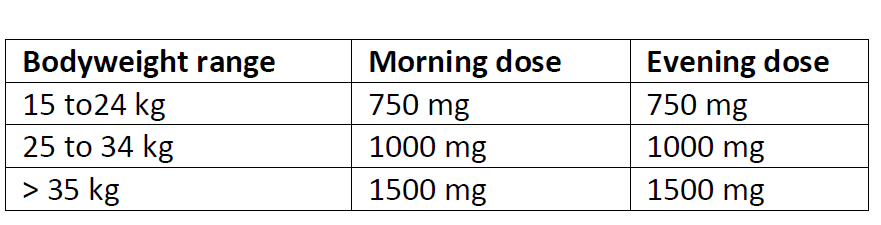 Bodyweight range Morning dose Evening dose
15 to24 kg 750 mg 750 mg
25 to 34 kg 1000 mg 1000 mg
> 35 kg 1500 mg 1500 mg